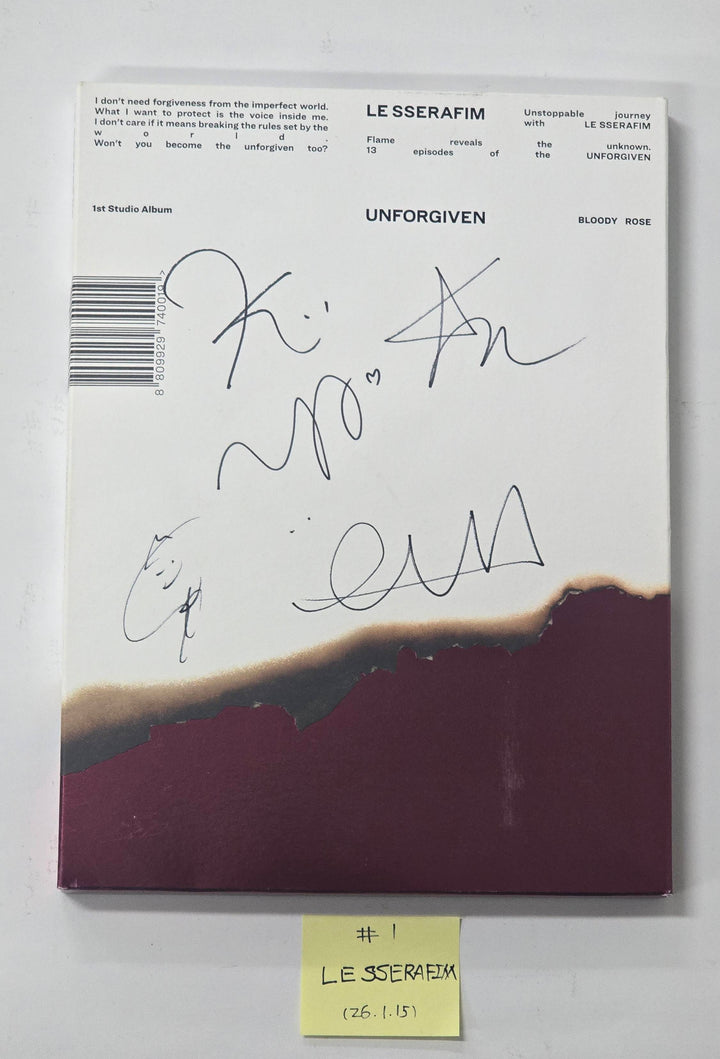 I don't need forgiveness from the imperfect world.
What I want to protect is the voice inside me.
I don't care if it means breaking the rules set by the
w o r l d .
Won't you become the unforgiven too?
LE SSERAFIM
Unstoppable journey
with LE SSERAFIM
Flame reveals the unknown.
13 episodes of the UNFORGIVEN
1st Studio Album
UNFORGIVEN
BLOODY ROSE
8 809929 740019 >
# 1
LE SSERAFIM
(26.1.15)